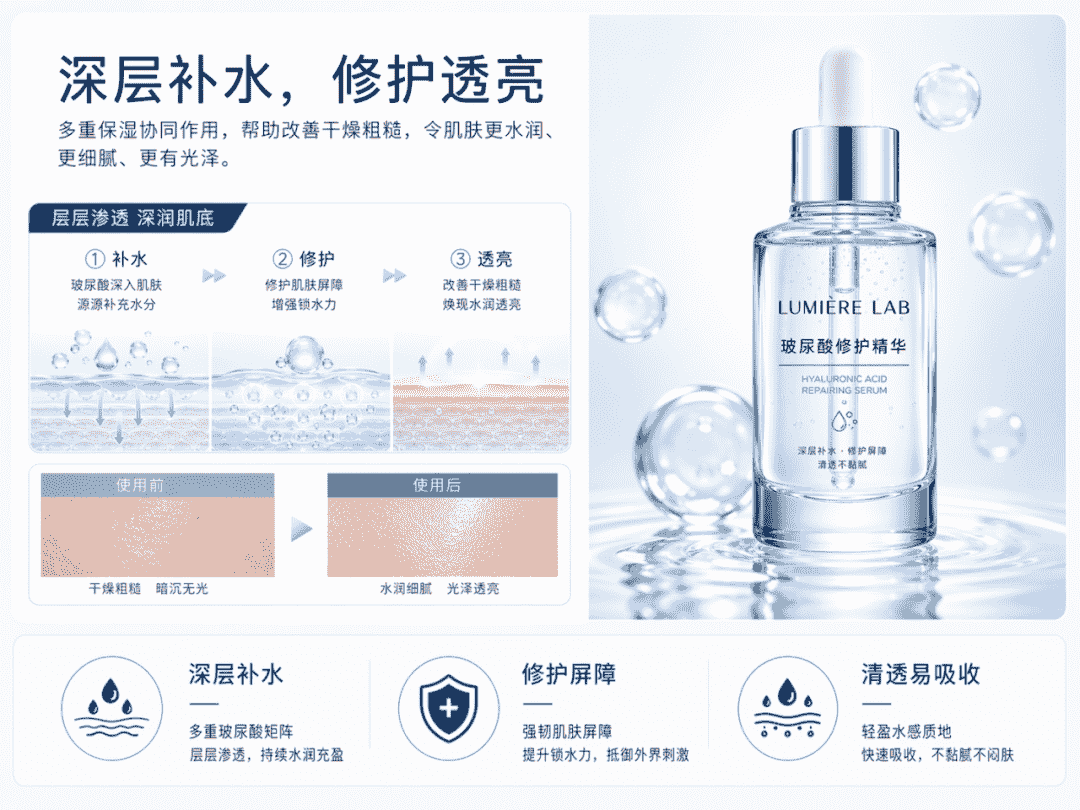 深层补水，修护透亮
多重保湿协同作用，帮助改善干燥粗糙，令肌肤更水润、
更细腻、更有光泽。
层层渗透 深润肌底
① 补水
玻尿酸深入肌肤
源源补充水分
② 修护
修护肌肤屏障
增强锁水力
③ 透亮
改善干燥粗糙
焕现水润透亮
使用前
干燥粗糙 暗沉无光
使用后
水润细腻 光泽透亮
LUMIÈRE LAB
玻尿酸修护精华
HYALURONIC ACID
REPAIRING SERUM
深层补水·修护屏障
清透不黏腻
深层补水
多重玻尿酸矩阵
层层渗透，持续水润充盈
修护屏障
强韧肌肤屏障
提升锁水力，抵御外界刺激
清透易吸收
轻盈水感质地
快速吸收，不黏腻不闷肤